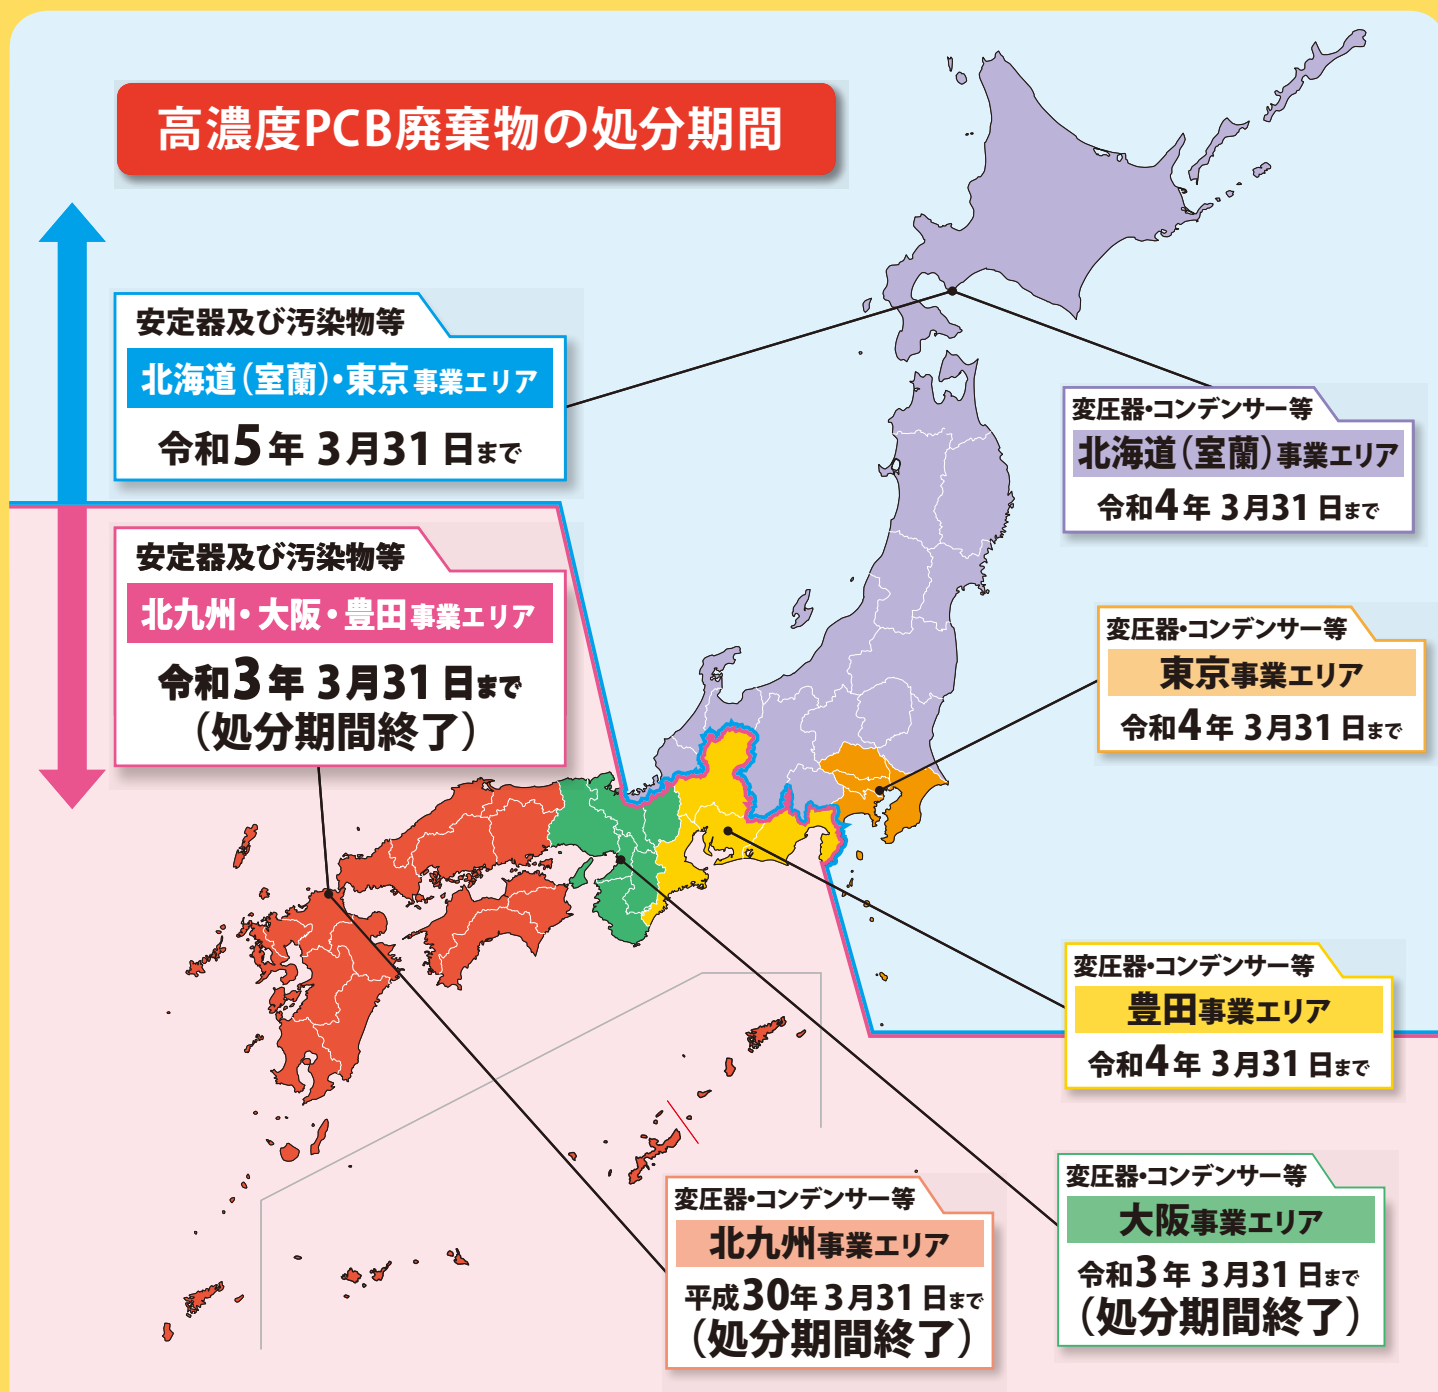 高濃度PCB廃棄物の処分期間
安定器及び汚染物等
北海道(室蘭)・東京事業エリア
令和5年 3月31日まで
安定器及び汚染物等
北九州・大阪・豊田事業エリア
令和3年 3月31日まで
(処分期間終了)
変圧器・コンデンサー等
北海道(室蘭)事業エリア
令和4年 3月31日まで
変圧器・コンデンサー等
東京事業エリア
令和4年 3月31日まで
変圧器・コンデンサー等
豊田事業エリア
令和4年 3月31日まで
変圧器・コンデンサー等
大阪事業エリア
令和3年 3月31日まで
(処分期間終了)
変圧器・コンデンサー等
北九州事業エリア
平成30年 3月31日まで
(処分期間終了)